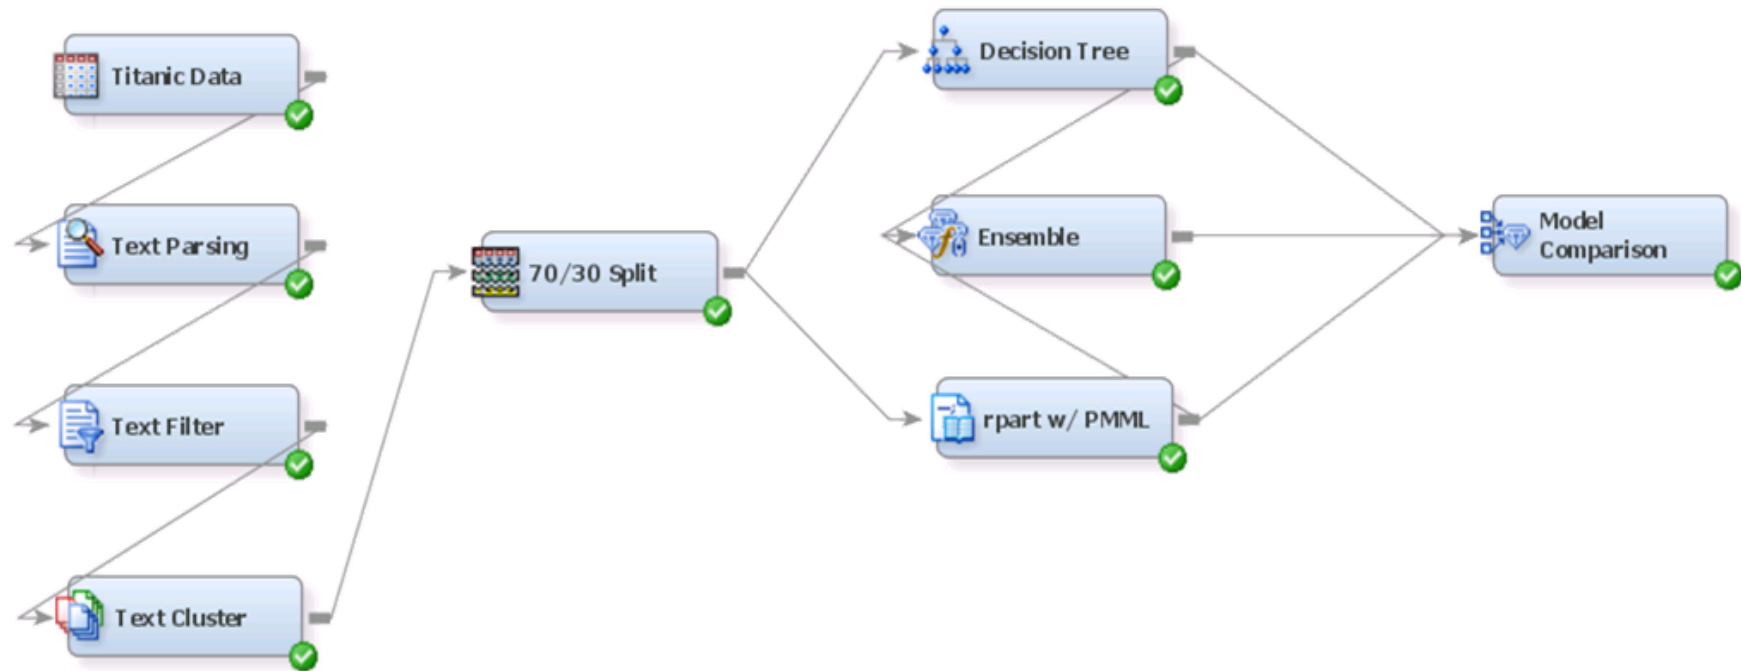 Titanic Data
Text Parsing
Text Filter
Text Cluster
70/30 Split
Decision Tree
Ensemble
rpart w/ PMML
Model
Comparison